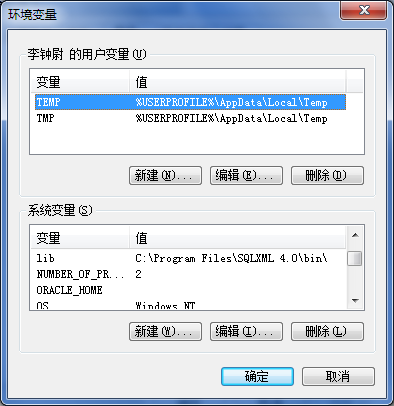 环境变量
李钟尉 的用户变量(U)
变量 值
TEMP %USERPROFILE%\AppData\Local\Temp
TMP %USERPROFILE%\AppData\Local\Temp
新建(N)... 编辑(E)... 删除(D)
系统变量(S)
变量 值
lib C:\Program Files\SQLXML 4.0\bin\
NUMBER_OF_PR... 2
ORACLE_HOME
OS Windows_NT
新建(W)... 编辑(I)... 删除(L)
确定 取消